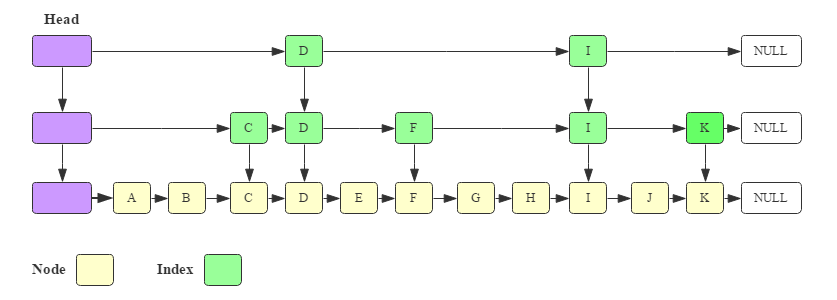 Head
D I NULL
C D F I K NULL
A B C D E F G H I J K NULL
Node Index